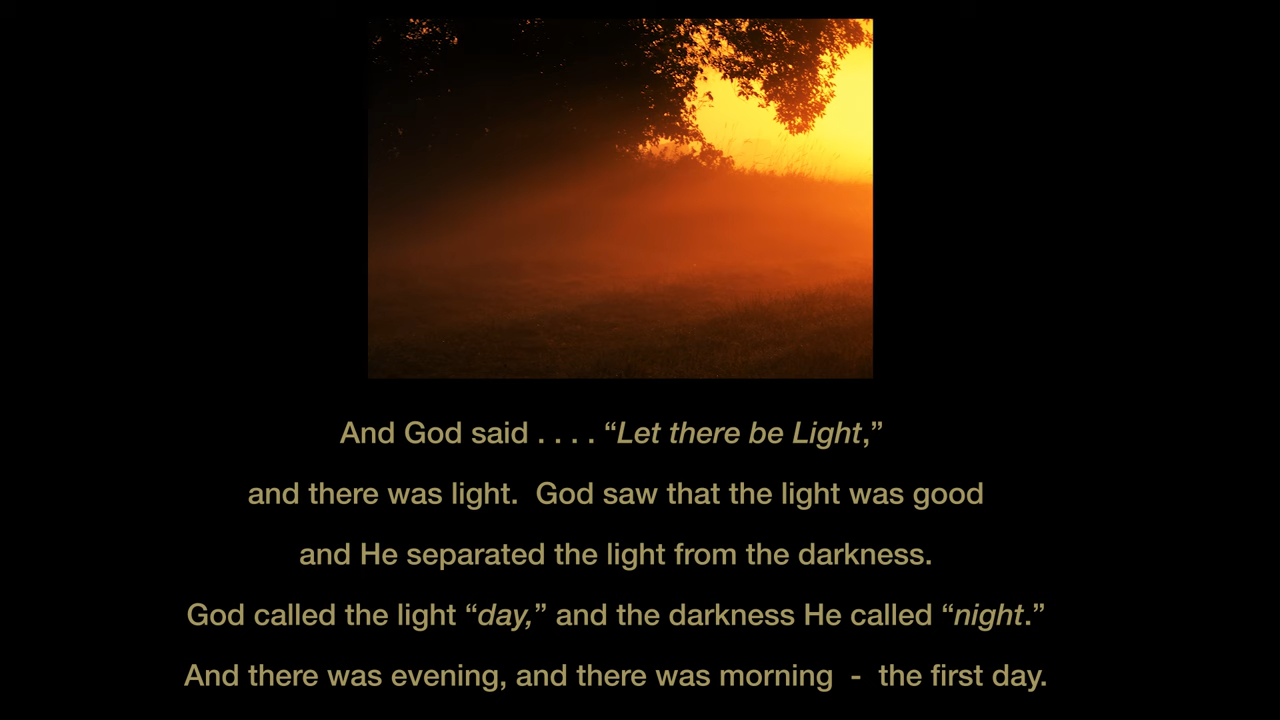 And God said . . . . “Let there be Light,”
and there was light.  God saw that the light was good
and He separated the light from the darkness.
God called the light “day,” and the darkness He called “night.”
And there was evening, and there was morning  -  the first day.